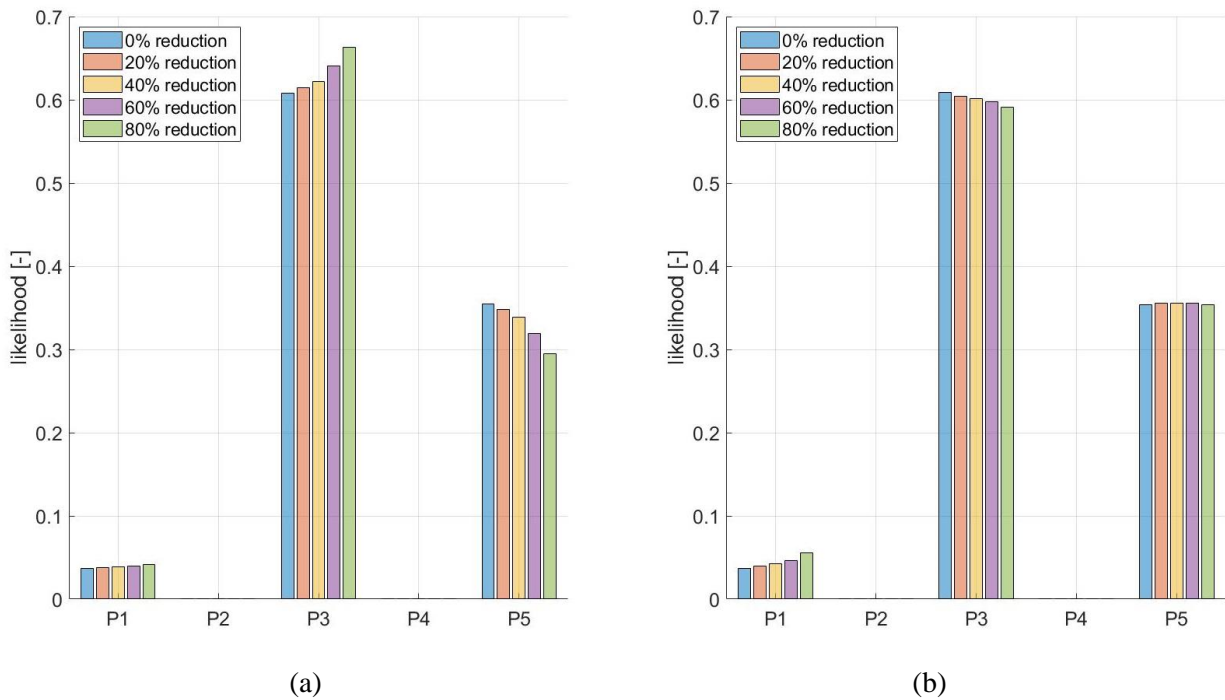 0.7
0.6
0.5
0.4
0.3
0.2
0.1
0
likelihood [-]
0% reduction
20% reduction
40% reduction
60% reduction
80% reduction
P1 P2 P3 P4 P5
(a)
0.7
0.6
0.5
0.4
0.3
0.2
0.1
0
likelihood [-]
0% reduction
20% reduction
40% reduction
60% reduction
80% reduction
P1 P2 P3 P4 P5
(b)